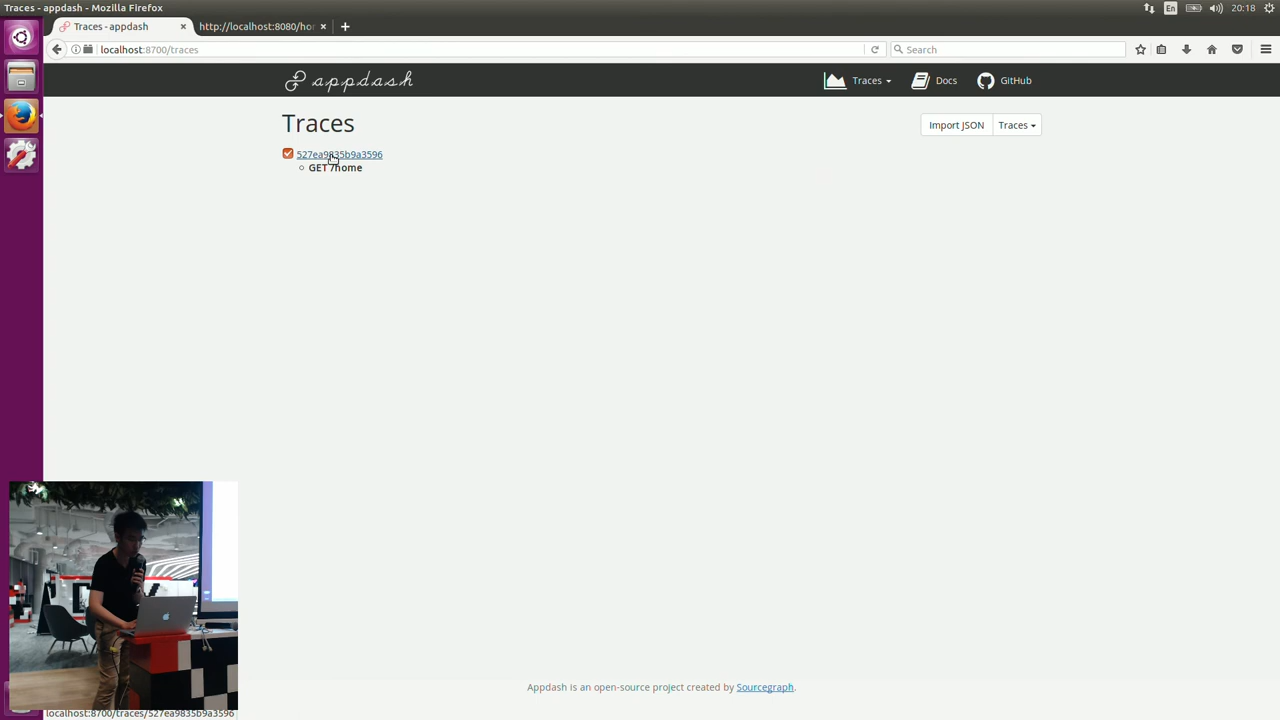 Traces - appdash - Mozilla Firefox
En
20:18
Traces - appdash
http://localhost:8080/hor
localhost:8700/traces
Search
appdash
Traces
Docs
GitHub
Traces
Import JSON
Traces
527ea9835b9a3596
GET /home
Appdash is an open-source project created by Sourcegraph.
localhost:8700/traces/527ea9835b9a3596